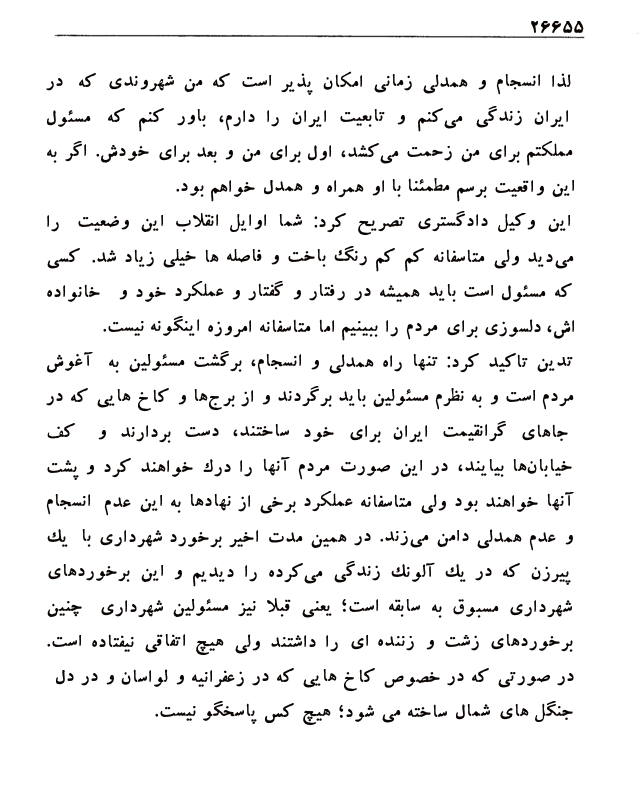 ۲۶۶۵۵
لذا انسجام و همدلی زمانی امکان پذیر است که من شهروندی که در
ایران زندگی می‌کنم و تابعیت ایران را دارم، باور کنم که مسئول
مملکتم برای من زحمت می‌کشد، اول برای من و بعد برای خودش. اگر به
این واقعیت برسم مطمئنا با او همراه و همدل خواهم بود.
این وکیل دادگستری تصریح کرد: شما اوایل انقلاب این وضعیت را
می‌دید ولی متاسفانه کم کم رنگ باخت و فاصله ها خیلی زیاد شد. کسی
که مسئول است باید همیشه در رفتار و گفتار و عملکرد خود و خانواده
اش، دلسوزی برای مردم را ببینیم اما متاسفانه امروزه اینگونه نیست.
تدین تاکید کرد: تنها راه همدلی و انسجام، برگشت مسئولین به آغوش
مردم است و به نظرم مسئولین باید برگردند و از برج‌ها و کاخ هایی که در
جاهای گرانقیمت ایران برای خود ساختند، دست بردارند و کف
خیابان‌ها بیایند، در این صورت مردم آنها را درك خواهند کرد و پشت
آنها خواهند بود ولی متاسفانه عملکرد برخی از نهادها به این عدم انسجام
و عدم همدلی دامن می‌زند. در همین مدت اخیر برخورد شهرداری با یك
پیرزن که در یك آلونك زندگی می‌کرده را دیدیم و این برخوردهای
شهرداری مسبوق به سابقه است؛ یعنی قبلا نیز مسئولین شهرداری چنین
برخوردهای زشت و زننده ای را داشتند ولی هیچ اتفاقی نیفتاده است.
در صورتی که در خصوص کاخ هایی که در زعفرانیه و لواسان و در دل
جنگل های شمال ساخته می شود؛ هیچ کس پاسخگو نیست.